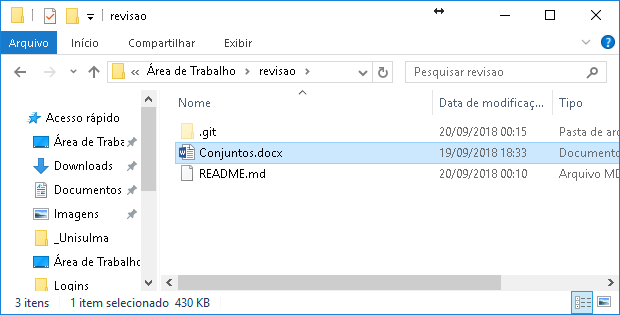 revisao
Arquivo Início Compartilhar Exibir
Área de Trabalho revisao Pesquisar revisao
Nome Data de modificaç... Tipo
Acesso rápido
Área de Traba
Downloads
Documentos
Imagens
_Unisulma
Área de Trabalho
Logins
.git 20/09/2018 00:15 Pasta de arq
Conjuntos.docx 19/09/2018 18:33 Documento
README.md 20/09/2018 00:10 Arquivo MD
3 itens 1 item selecionado 430 KB